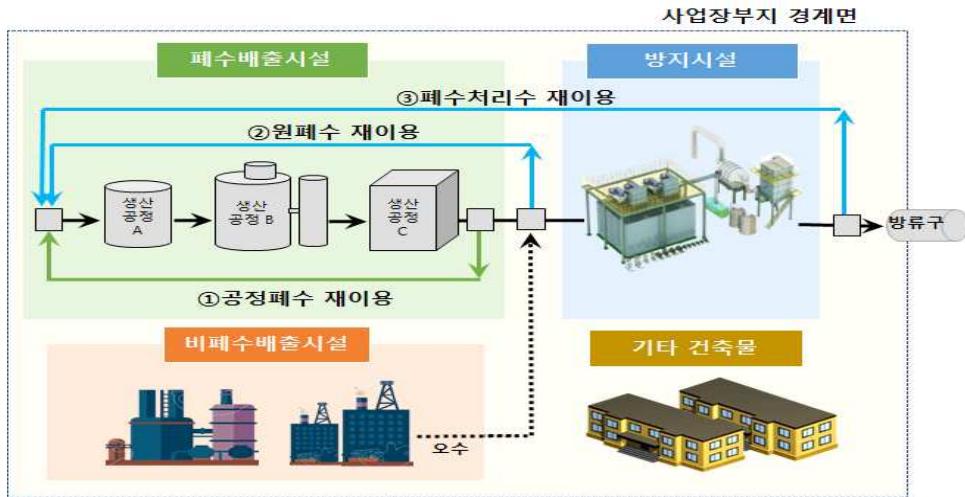 사업장부지 경계면
폐수배출시설
방지시설
③폐수처리수 재이용
②원폐수 재이용
생산
공정
A
생산
공정 B
생산
공정
C
방류구
①공정폐수 재이용
비폐수배출시설
기타 건축물
오수